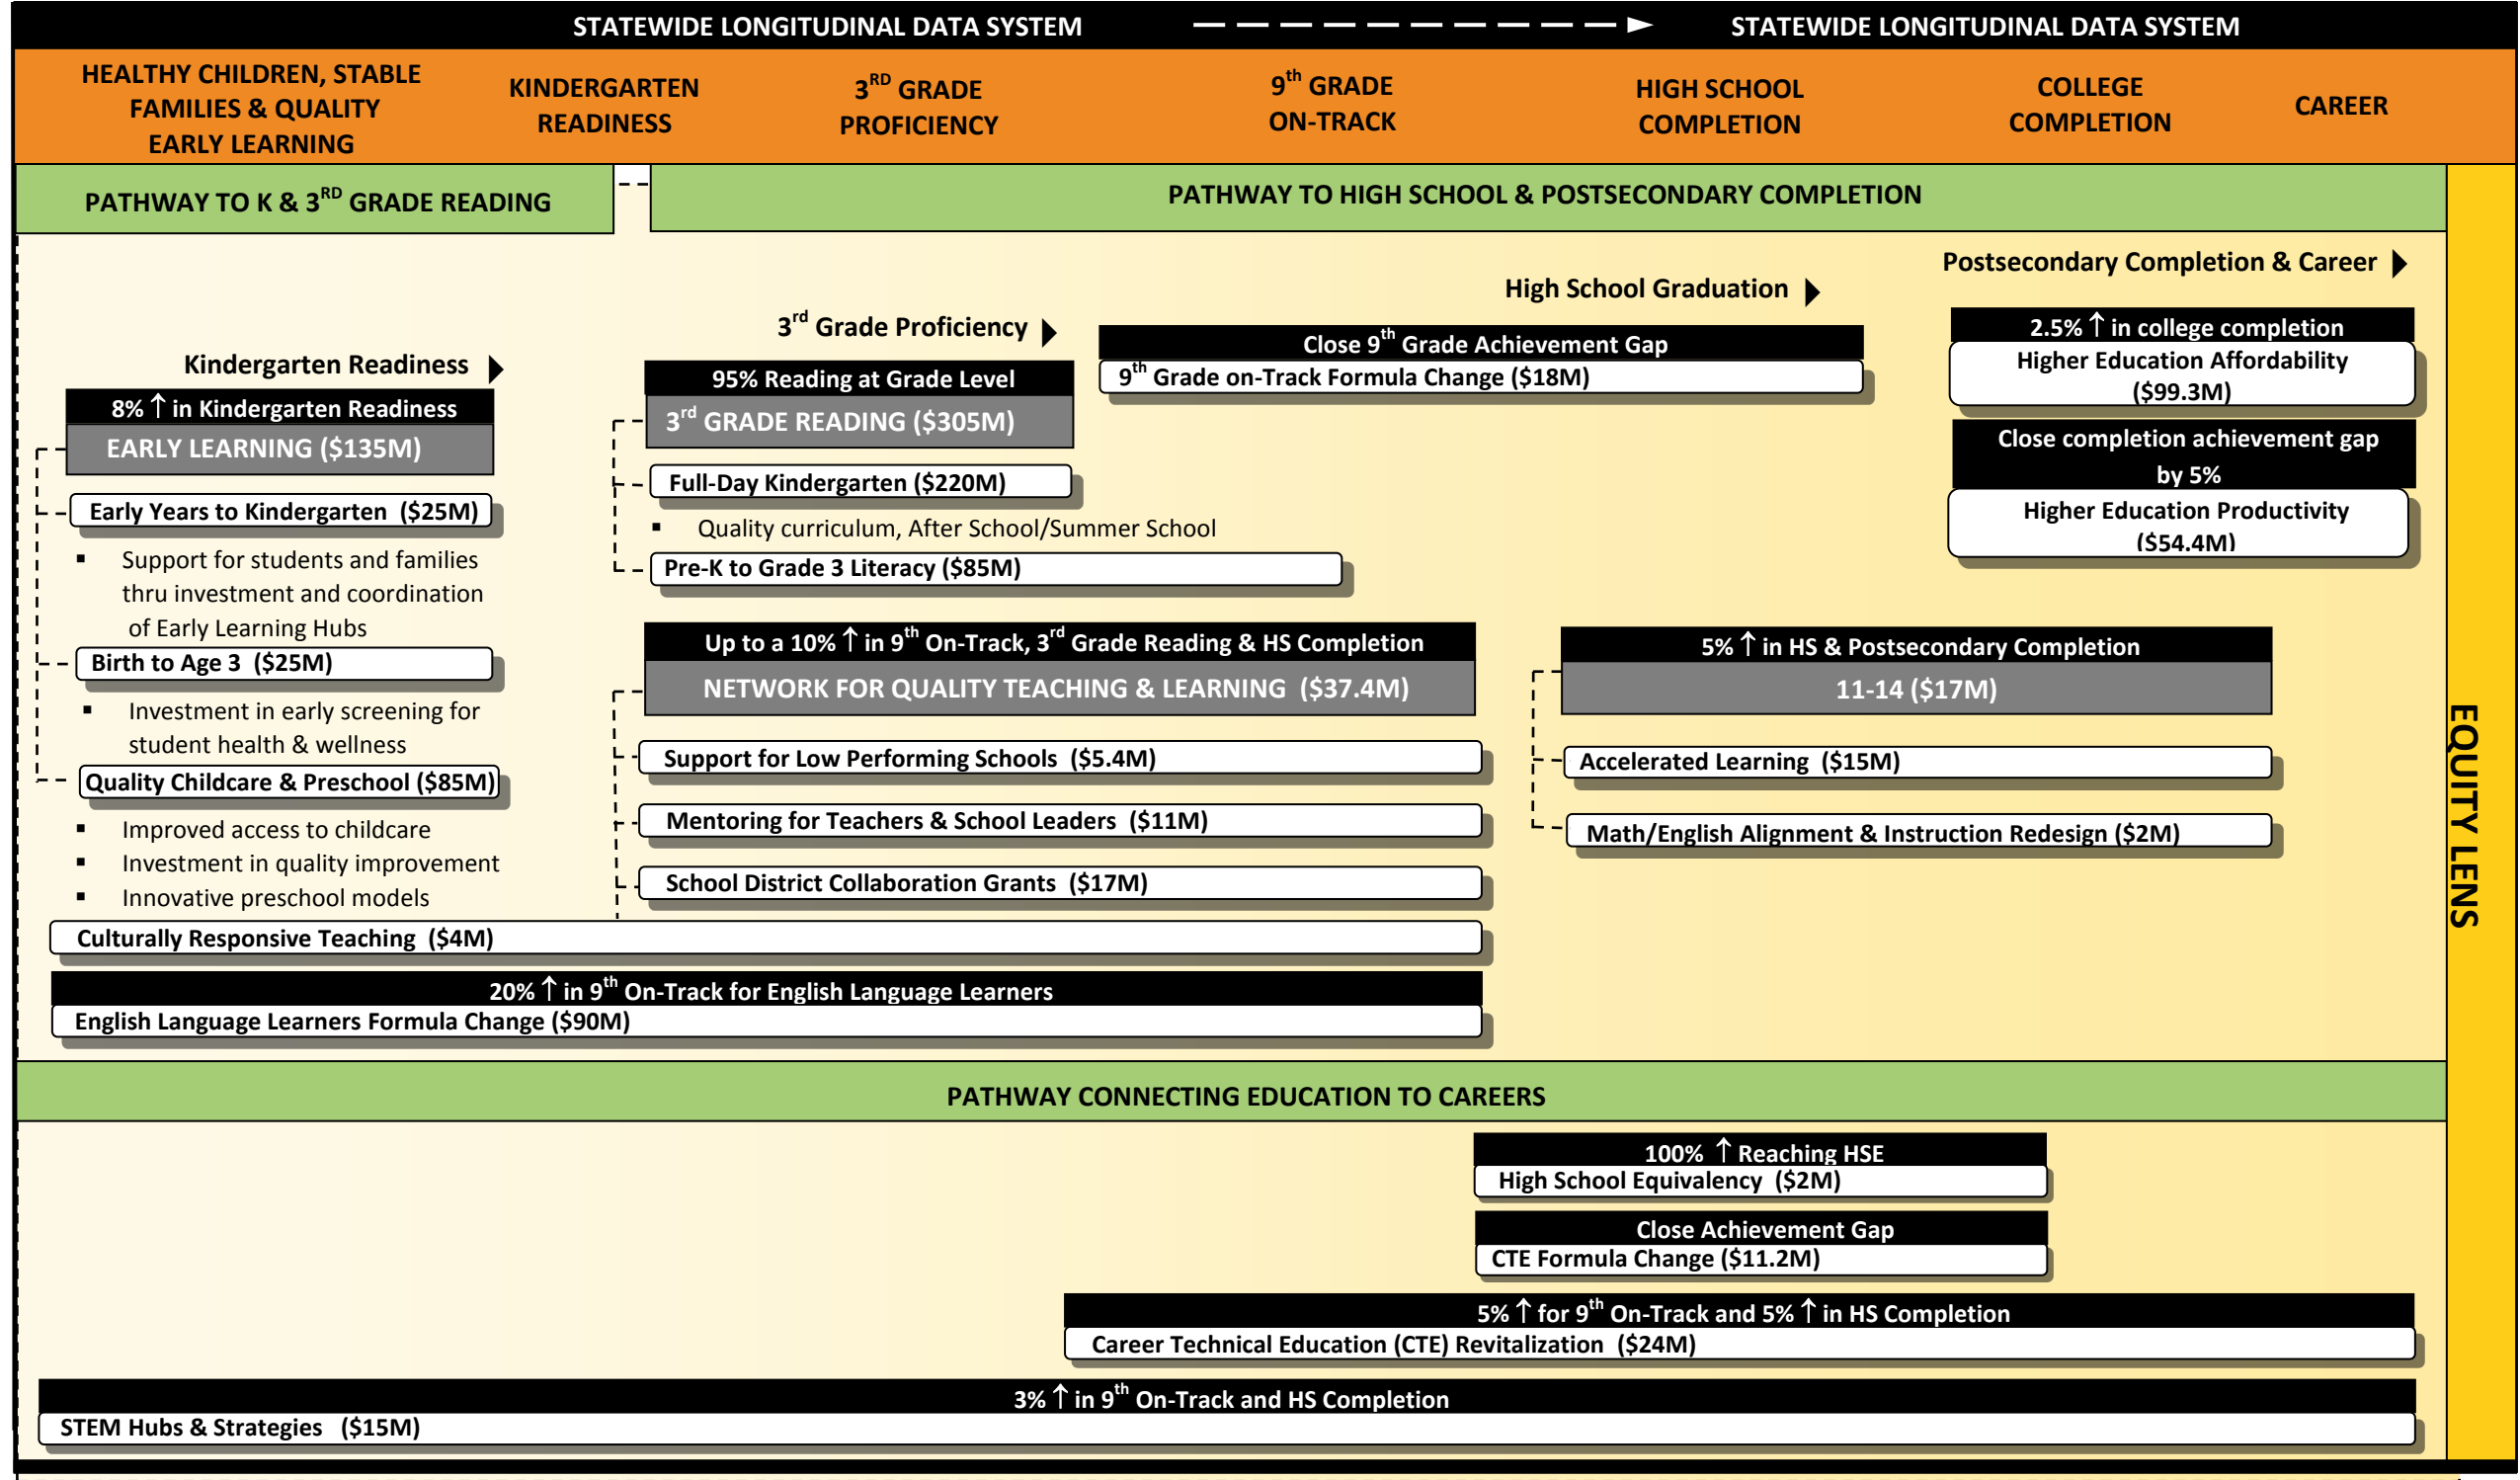 STATEWIDE LONGITUDINAL DATA SYSTEM
STATEWIDE LONGITUDINAL DATA SYSTEM
HEALTHY CHILDREN, STABLE
FAMILIES & QUALITY
EARLY LEARNING
KINDERGARTEN
READINESS
3RD GRADE
PROFICIENCY
9th GRADE
ON-TRACK
HIGH SCHOOL
COMPLETION
COLLEGE
COMPLETION
CAREER
PATHWAY TO K & 3RD GRADE READING
PATHWAY TO HIGH SCHOOL & POSTSECONDARY COMPLETION
Kindergarten Readiness
8% ↑ in Kindergarten Readiness
EARLY LEARNING ($135M)
Early Years to Kindergarten ($25M)
▪ Support for students and families
thru investment and coordination
of Early Learning Hubs
Birth to Age 3 ($25M)
▪ Investment in early screening for
student health & wellness
Quality Childcare & Preschool ($85M)
▪ Improved access to childcare
▪ Investment in quality improvement
▪ Innovative preschool models
3rd Grade Proficiency
95% Reading at Grade Level
3rd GRADE READING ($305M)
Full-Day Kindergarten ($220M)
▪ Quality curriculum, After School/Summer School
Pre-K to Grade 3 Literacy ($85M)
High School Graduation
Close 9th Grade Achievement Gap
9th Grade on-Track Formula Change ($18M)
Postsecondary Completion & Career
2.5% ↑ in college completion
Higher Education Affordability
($99.3M)
Close completion achievement gap
by 5%
Higher Education Productivity
($54.4M)
Up to a 10% ↑ in 9th On-Track, 3rd Grade Reading & HS Completion
NETWORK FOR QUALITY TEACHING & LEARNING ($37.4M)
Support for Low Performing Schools ($5.4M)
Mentoring for Teachers & School Leaders ($11M)
School District Collaboration Grants ($17M)
5% ↑ in HS & Postsecondary Completion
11-14 ($17M)
Accelerated Learning ($15M)
Math/English Alignment & Instruction Redesign ($2M)
Culturally Responsive Teaching ($4M)
20% ↑ in 9th On-Track for English Language Learners
English Language Learners Formula Change ($90M)
EQUITY LENS
PATHWAY CONNECTING EDUCATION TO CAREERS
100% ↑ Reaching HSE
High School Equivalency ($2M)
Close Achievement Gap
CTE Formula Change ($11.2M)
5% ↑ for 9th On-Track and 5% ↑ in HS Completion
Career Technical Education (CTE) Revitalization ($24M)
3% ↑ in 9th On-Track and HS Completion
STEM Hubs & Strategies ($15M)